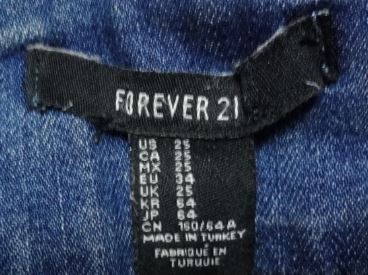 FOREVER 21
US 25
CA 25
MX 25
EU 34
UK 25
KR 64
JP 64
CN 160/64A
MADE IN TURKEY
FABRIQUÉ EN
TURQUIE